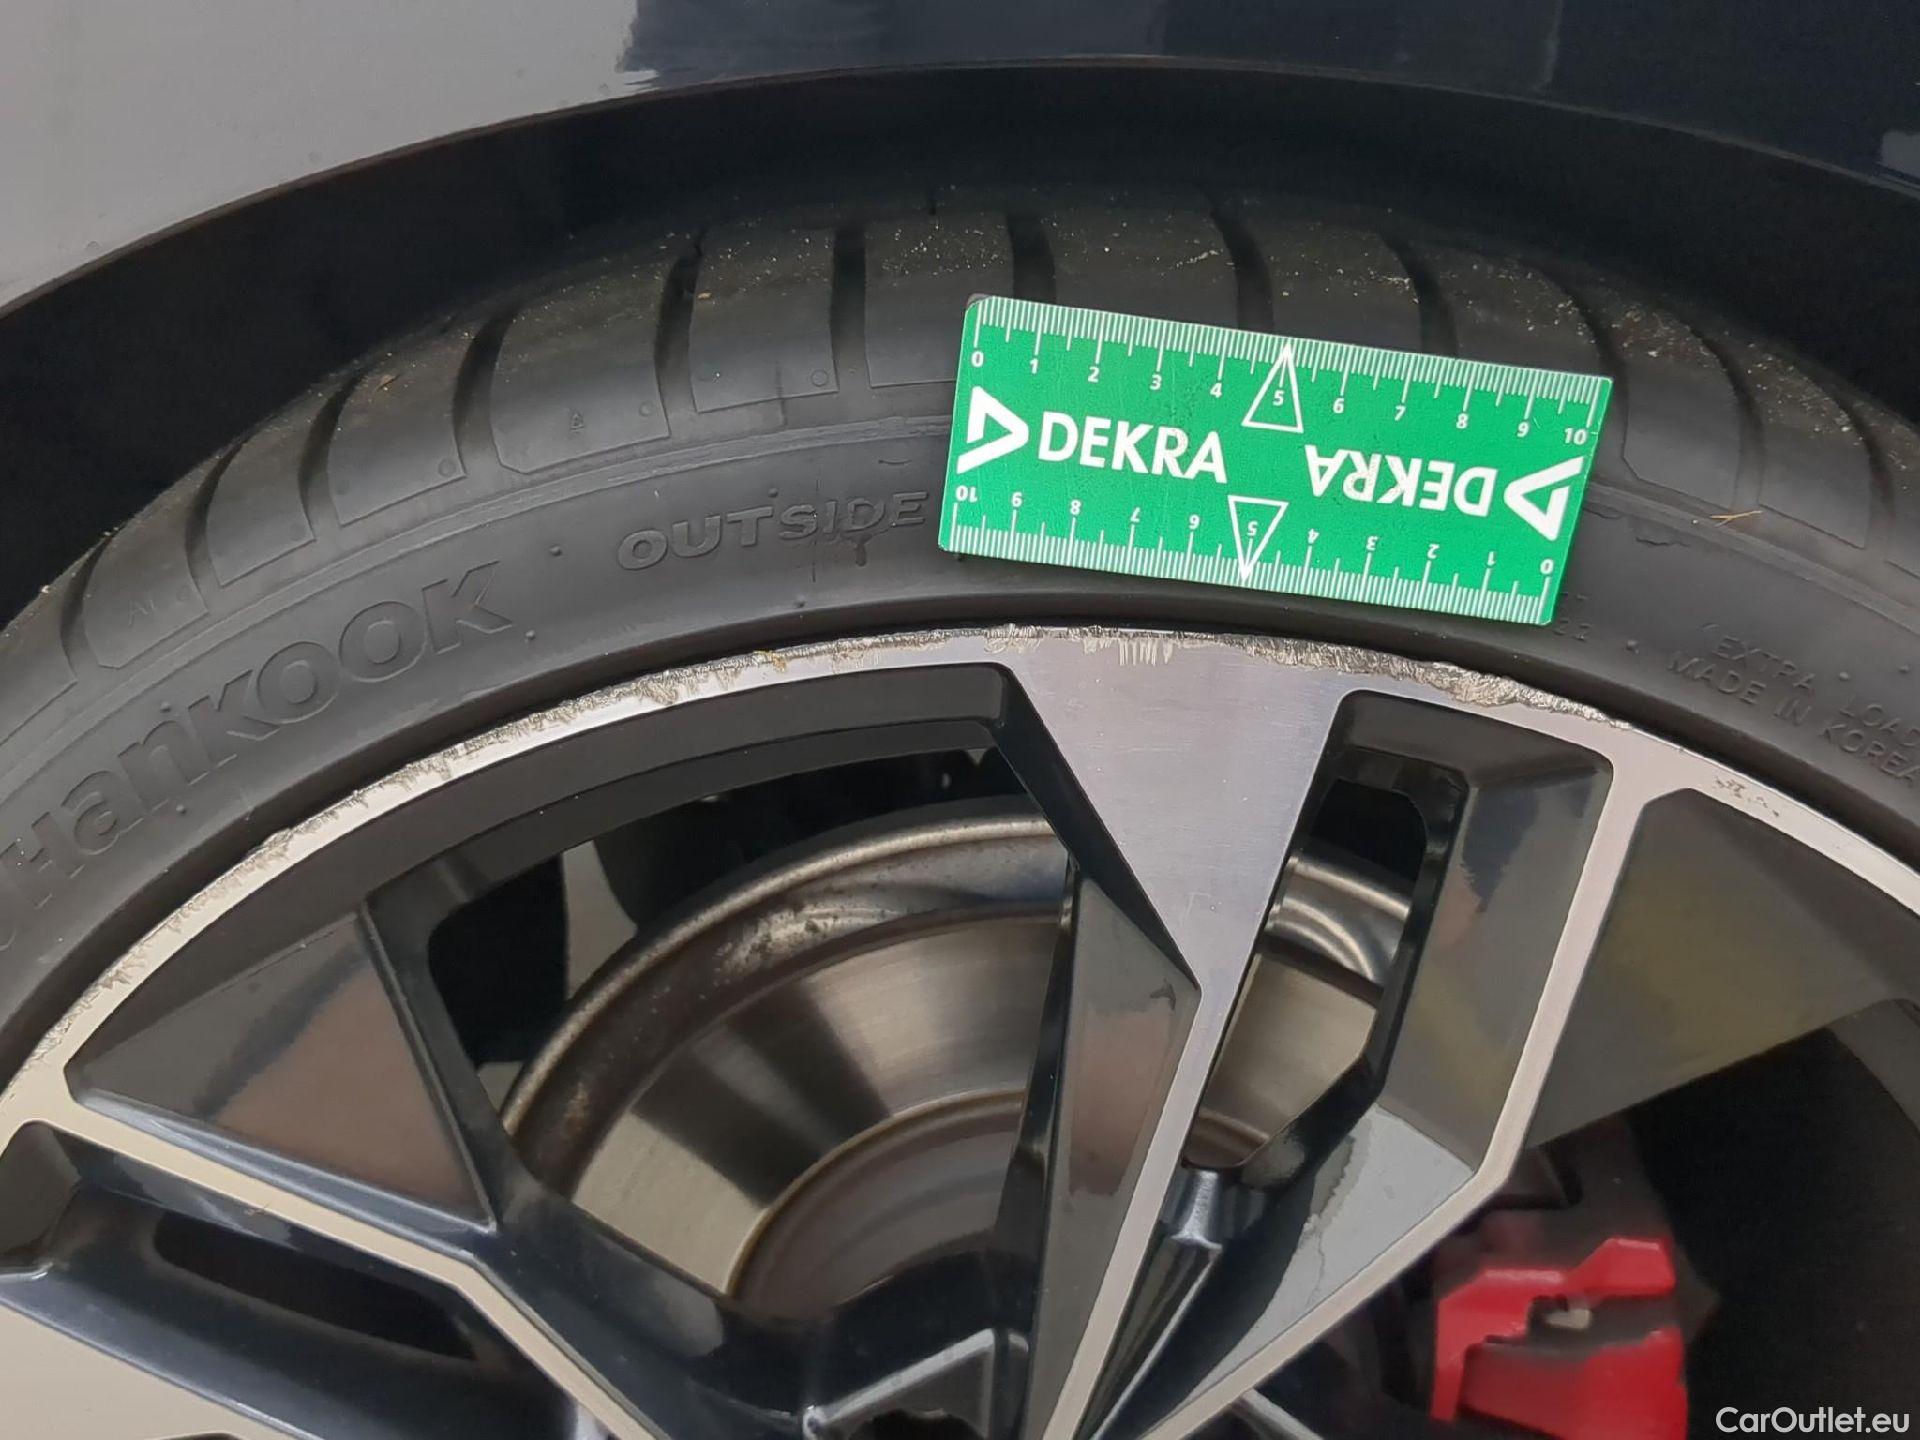 0 1 2 3 4 5 6 7 8 9 10
DEKRA
DEKRA
10 9 8 7 6 5 4 3 2 1 0
OUTSIDE
Hankook
EXTRA LOAD
MADE IN KOREA
CarOutlet.eu